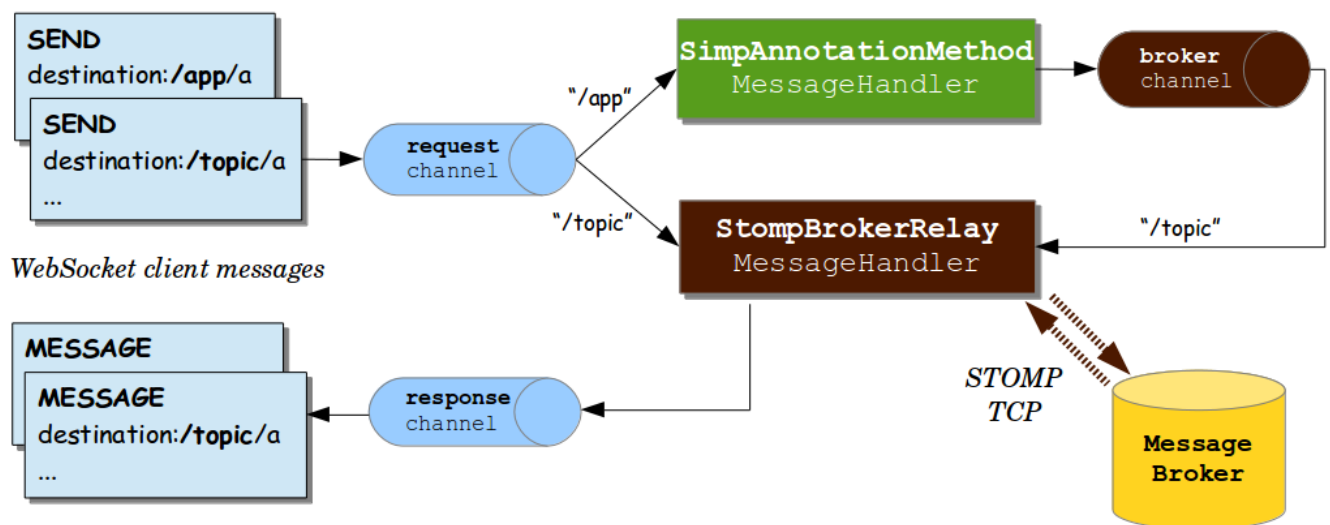 SEND
destination:/app/a
SEND
destination:/topic/a
...
WebSocket client messages
request
channel
“/app”
“/topic”
SimpAnnotationMethod
MessageHandler
broker
channel
StompBrokerRelay
MessageHandler
“/topic”
STOMP
TCP
Message
Broker
response
channel
MESSAGE
MESSAGE
destination:/topic/a
...